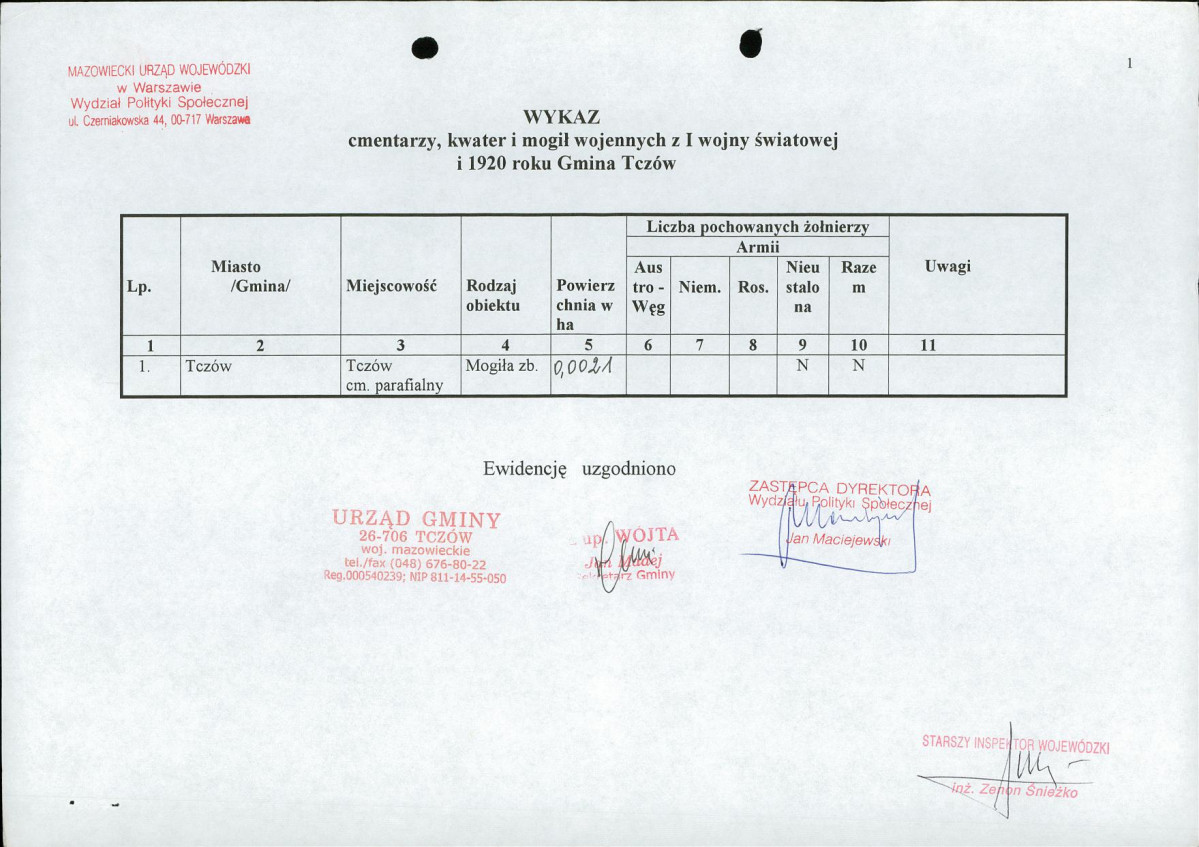 1
MAZOWIECKI URZĄD WOJEWÓDZKI
w Warszawie
Wydział Polityki Społecznej
ul. Czerniakowska 44, 00-717 Warszawa
WYKAZ
cmentarzy, kwater i mogił wojennych z I wojny światowej
i 1920 roku Gmina Tczów
Lp.
Miasto
/Gmina/
Miejscowość
Rodzaj
obiektu
Powierz
chnia w
ha
Liczba pochowanych żołnierzy
Armii
Aus
tro -
Węg
Niem.
Ros.
Nieu
stalo
na
Raze
m
Uwagi
1 2 3 4 5 6 7 8 9 10 11
1. Tczów Tczów Mogiła zb. 0,0021 N N
cm. parafialny
Ewidencję uzgodniono
URZĄD GMINY
26-706 TCZÓW
woj. mazowieckie
tel./fax (048) 676-80-22
Reg.000540239; NIP 811-14-55-050
up. WÓJTA
Jan Madej
Sekretarz Gminy
ZASTĘPCA DYREKTORA
Wydziału Polityki Społecznej
Jan Maciejewski
STARSZY INSPEKTOR WOJEWÓDZKI
inż. Zenon Śnieżko